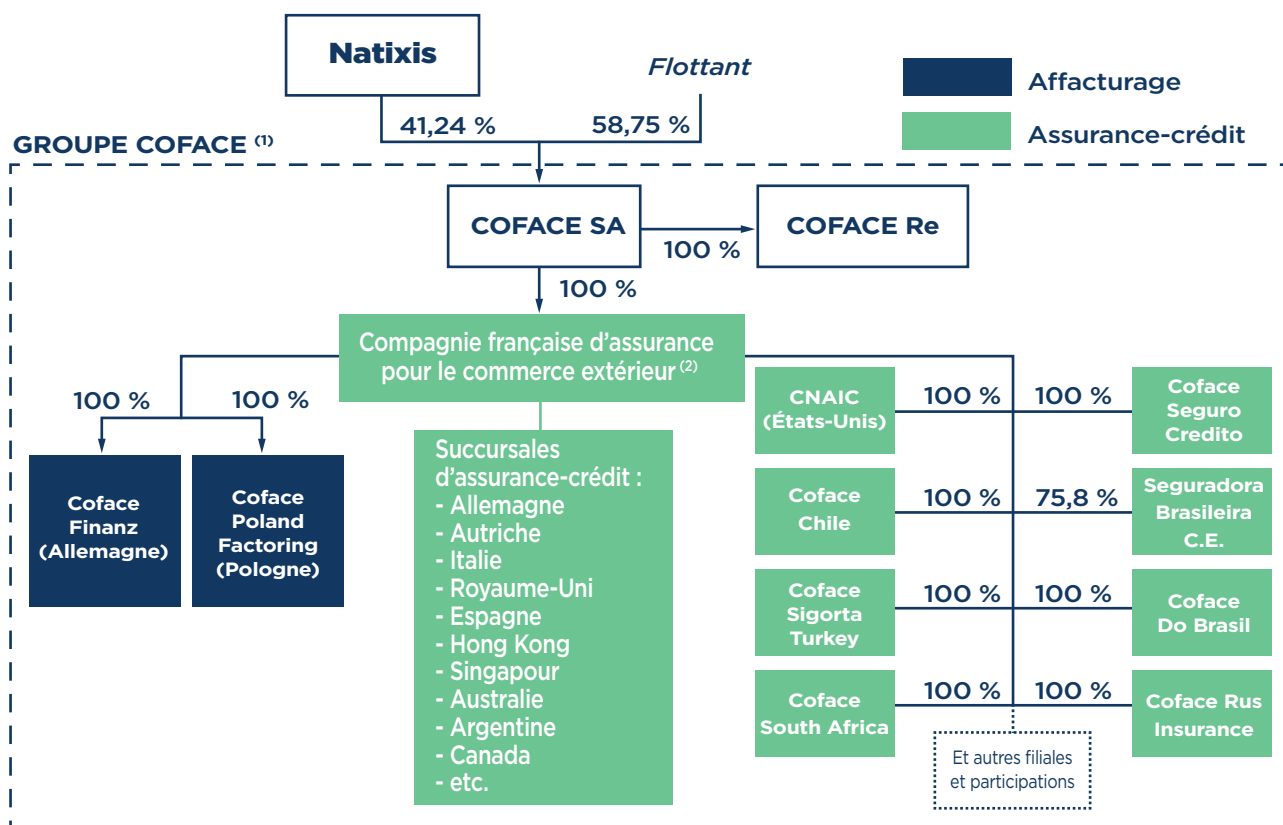 Natixis
Flottant
Affacturage
41,24 %
58,75 %
Assurance-crédit
GROUPE COFACE (1)
COFACE SA
COFACE Re
100 %
100 %
Compagnie française d’assurance
pour le commerce extérieur (2)
100 %
100 %
Coface
Finanz
(Allemagne)
Coface
Poland
Factoring
(Pologne)
Succursales
d’assurance-crédit :
- Allemagne
- Autriche
- Italie
- Royaume-Uni
- Espagne
- Hong Kong
- Singapour
- Australie
- Argentine
- Canada
- etc.
CNAIC
(États-Unis)
100 %
100 %
Coface
Seguro
Credito
Coface
Chile
100 %
75,8 %
Seguradora
Brasileira
C.E.
Coface
Sigorta
Turkey
100 %
100 %
Coface
Do Brasil
Coface
South Africa
100 %
100 %
Coface Rus
Insurance
Et autres filiales
et participations